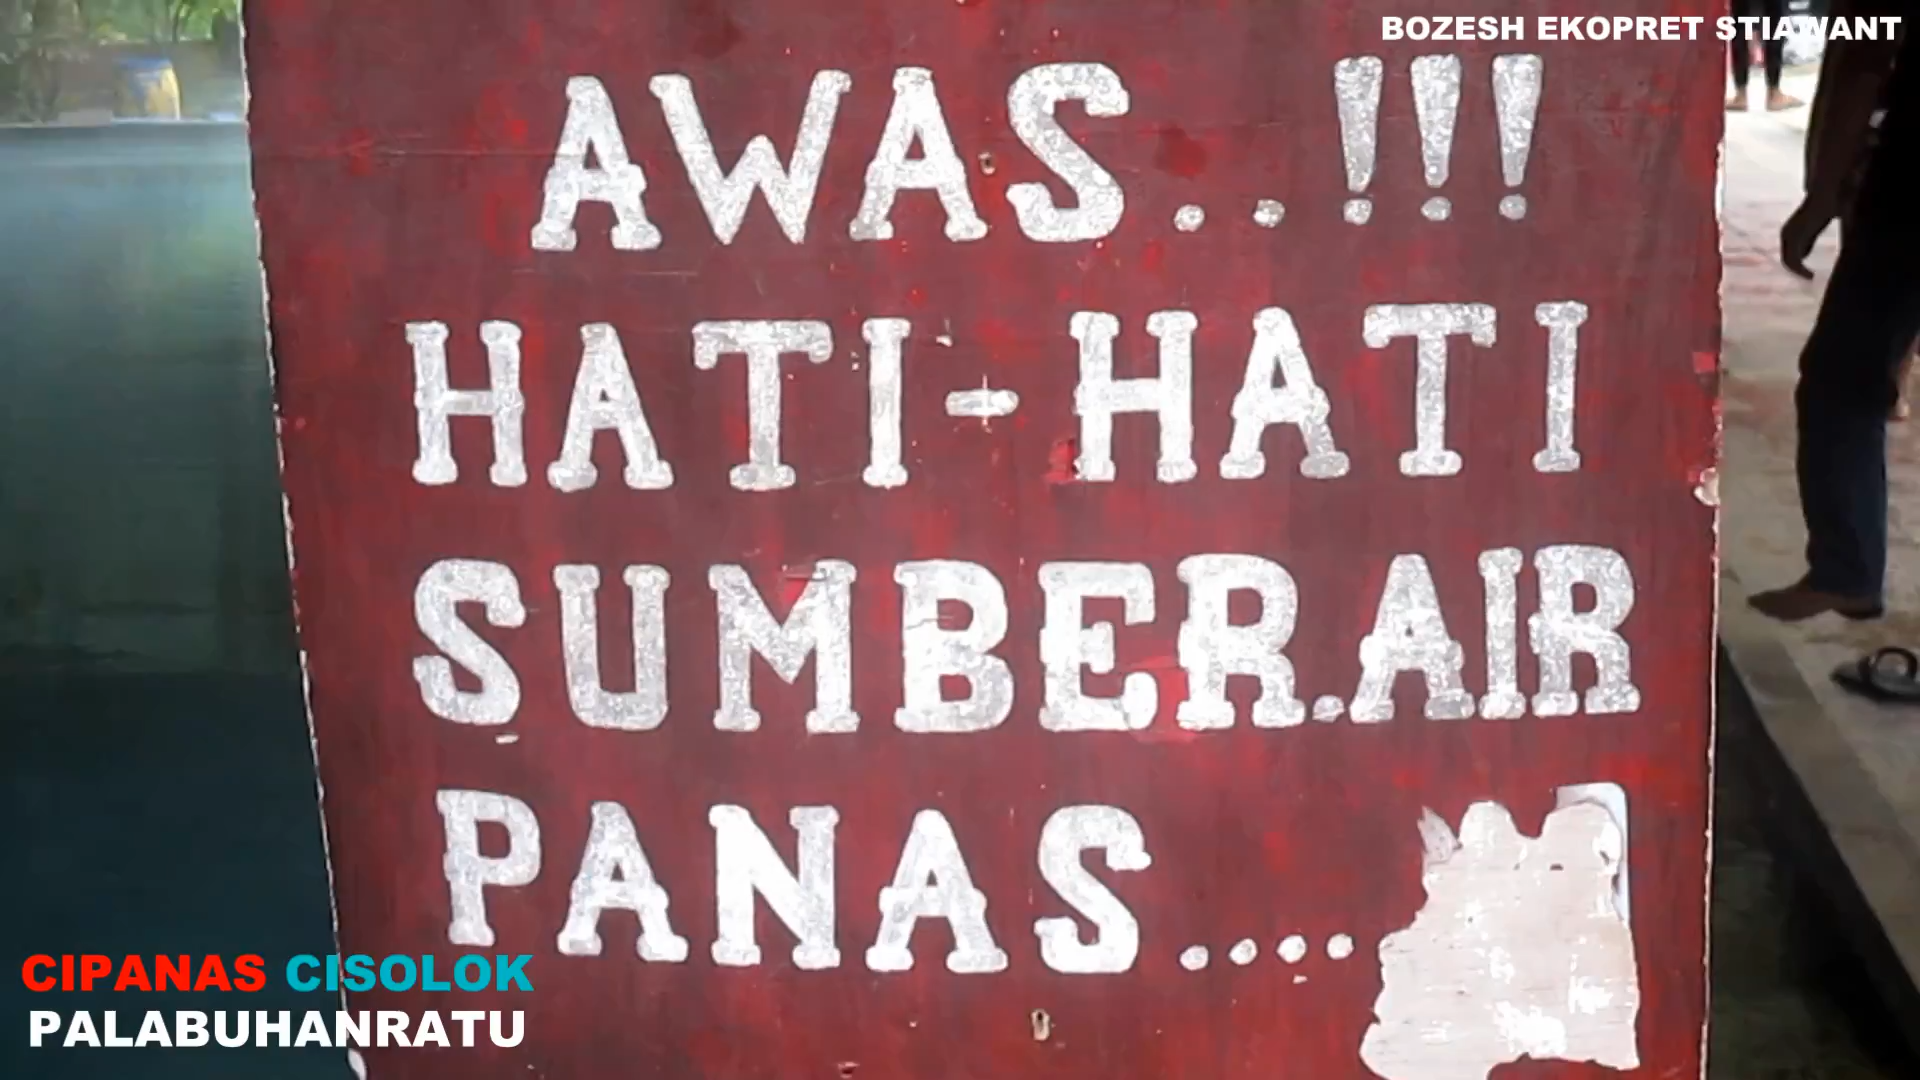 BOZESH EKOPRET STIAWANT
AWAS..!!!
HATI-HATI
SUMBER.AIR
PANAS....
CIPANAS CISOLOK
PALABUHANRATU